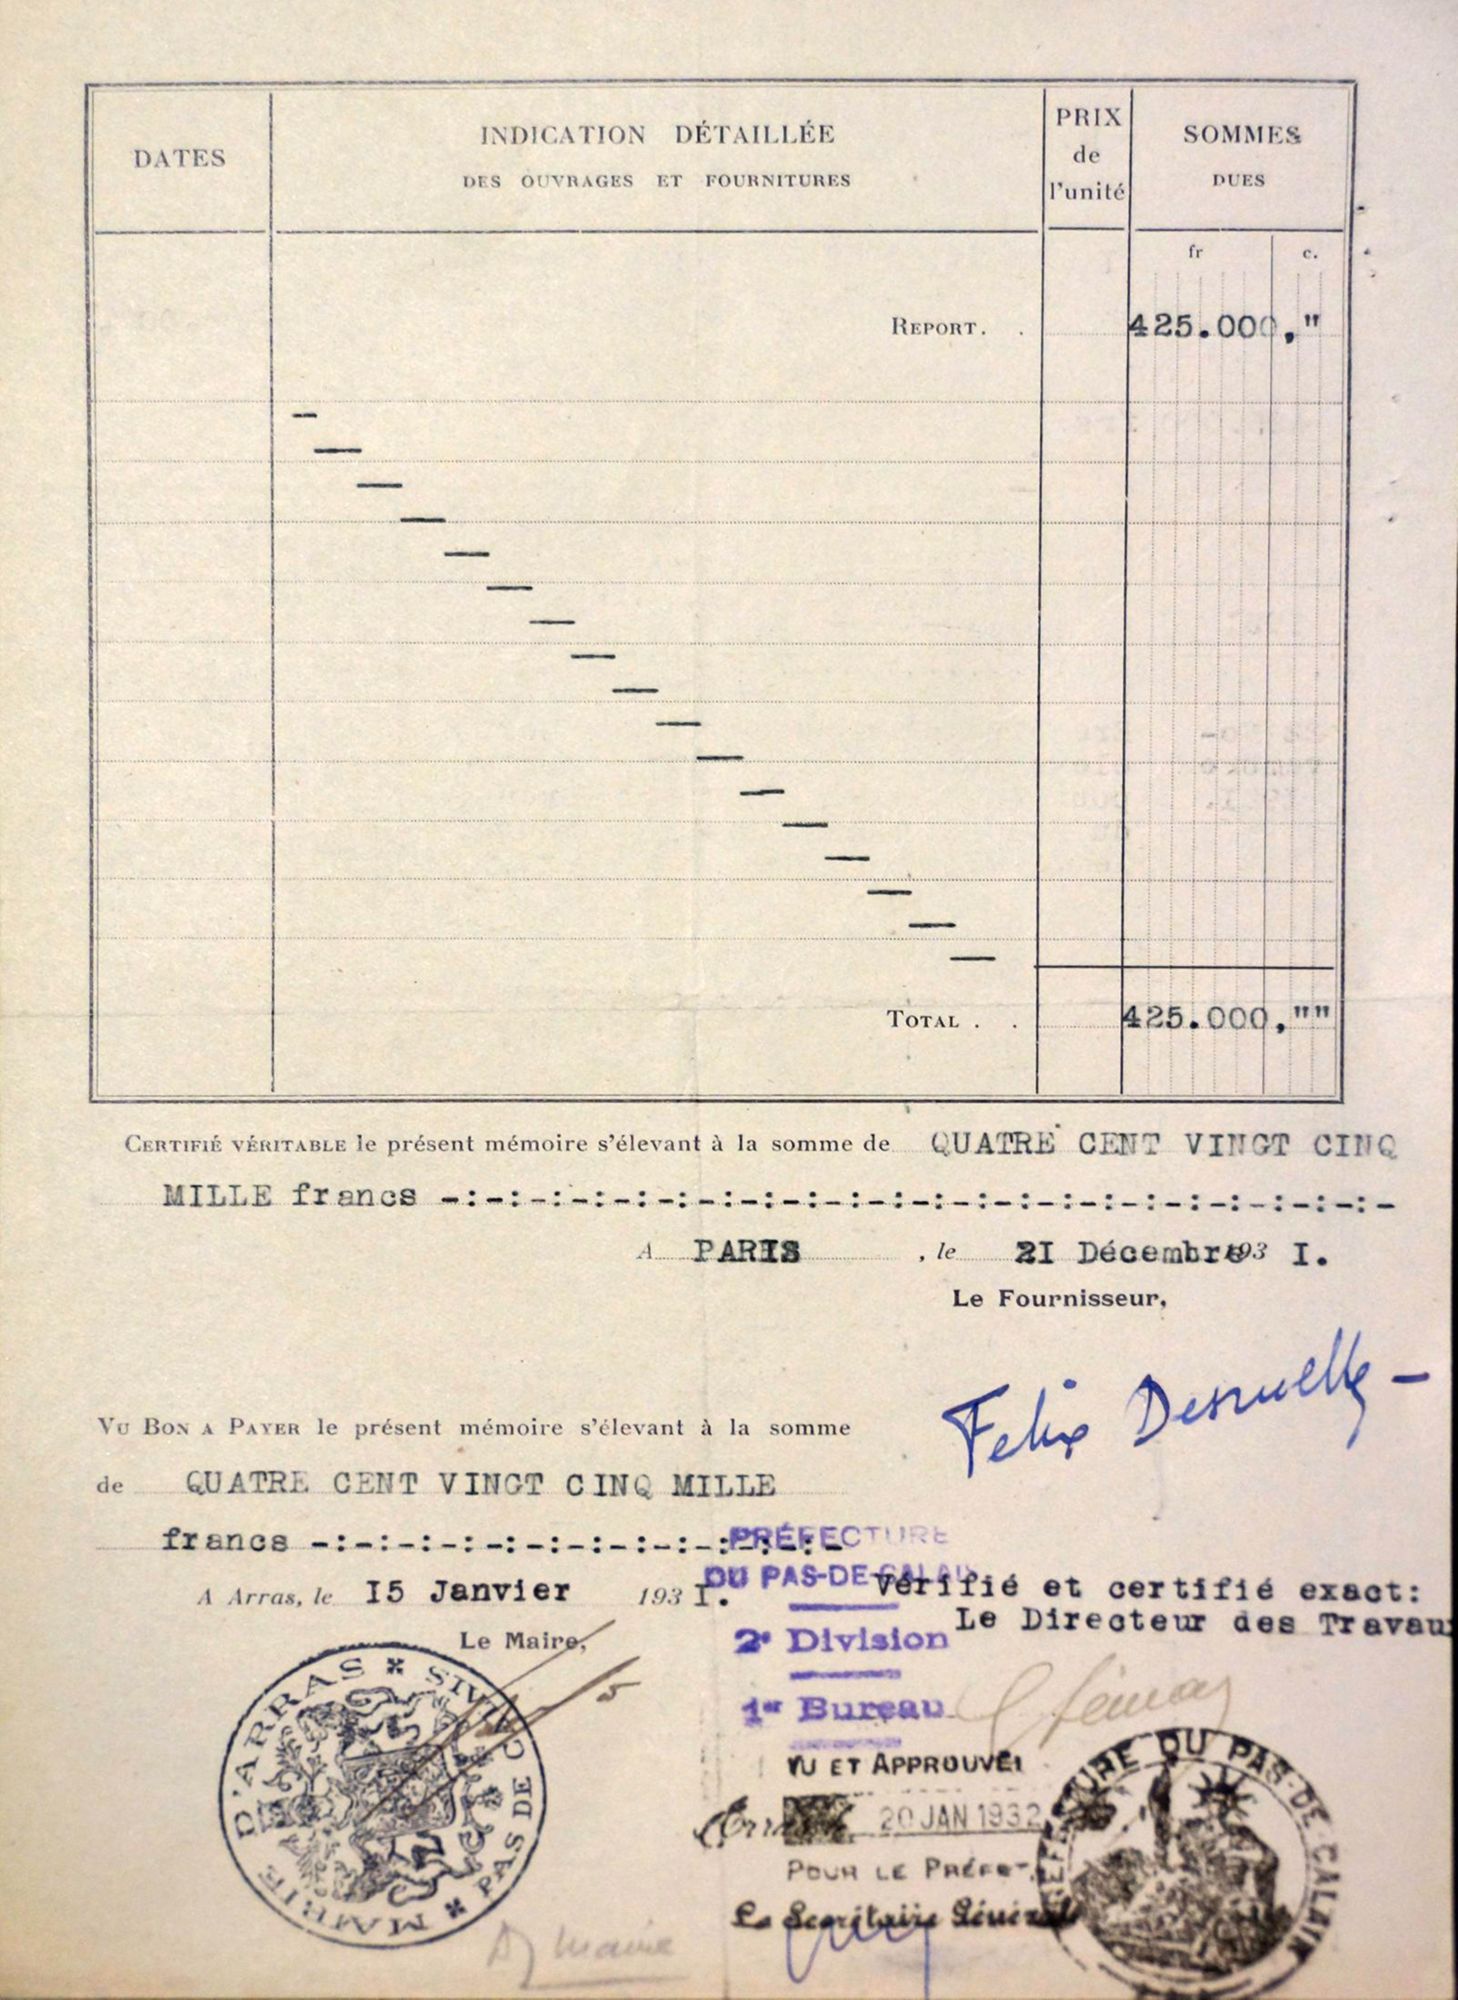 DATES
INDICATION DÉTAILLÉE
DES OUVRAGES ET FOURNITURES
PRIX
de
l'unité
SOMMES
DUES
fr c.
REPORT. . 425.000,"
TOTAL . . 425.000,""
CERTIFIÉ VÉRITABLE le présent mémoire s'élevant à la somme de QUATRE CENT VINGT CINQ
MILLE francs -:-:-:-:-:-:-:-:-:-:-:-:-:-:-:-:-:-:-:-:-:-:-
A PARIS , le 2I Décembre 193 I.
Le Fournisseur,
Felix Desruelles
VU BON A PAYER le présent mémoire s'élevant à la somme
de QUATRE CENT VINGT CINQ MILLE
francs -:-:-:-:-:-:-:-:-:-:-:-:-
A Arras, le I5 Janvier 193 I.
Le Maire,
MAIRIE D'ARRAS
PAS DE CALAIS
PRÉFECTURE
DU PAS-DE-CALAIS
2e Division
1er Bureau
Vérifié et certifié exact:
Le Directeur des Travau
VU ET APPROUVÉ
Arras 20 JAN 1932
POUR LE PRÉFET
Le Secrétaire Général
PRÉFECTURE DU PAS-DE-CALAIS